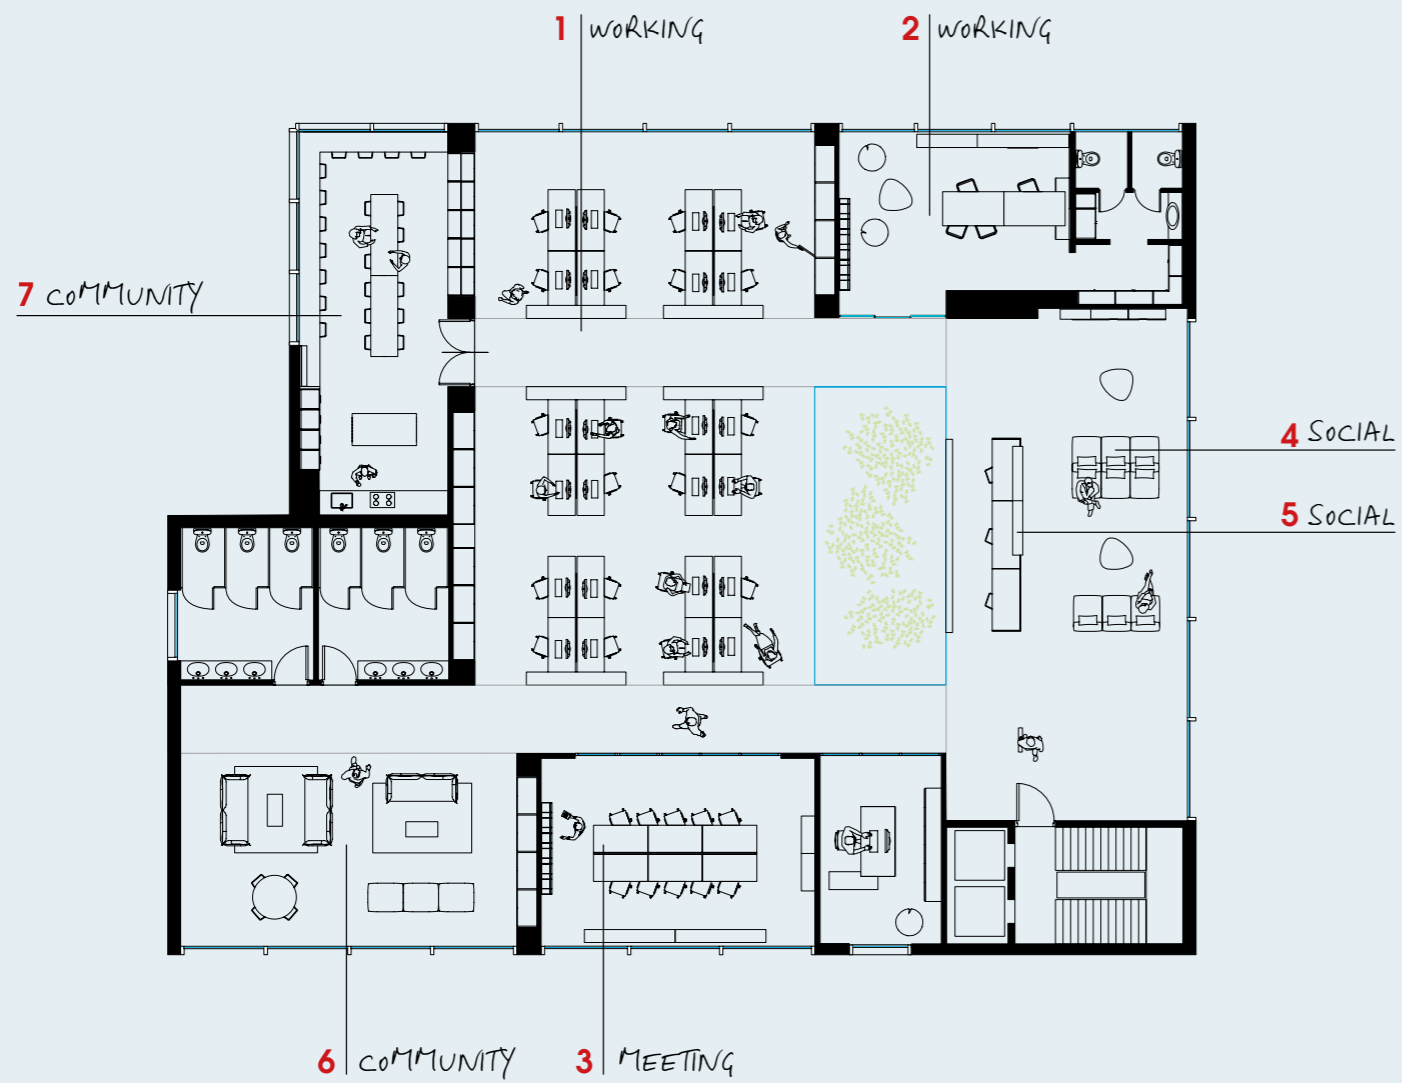 1 WORKING
2 WORKING
7 COMMUNITY
4 SOCIAL
5 SOCIAL
6 COMMUNITY
3 MEETING